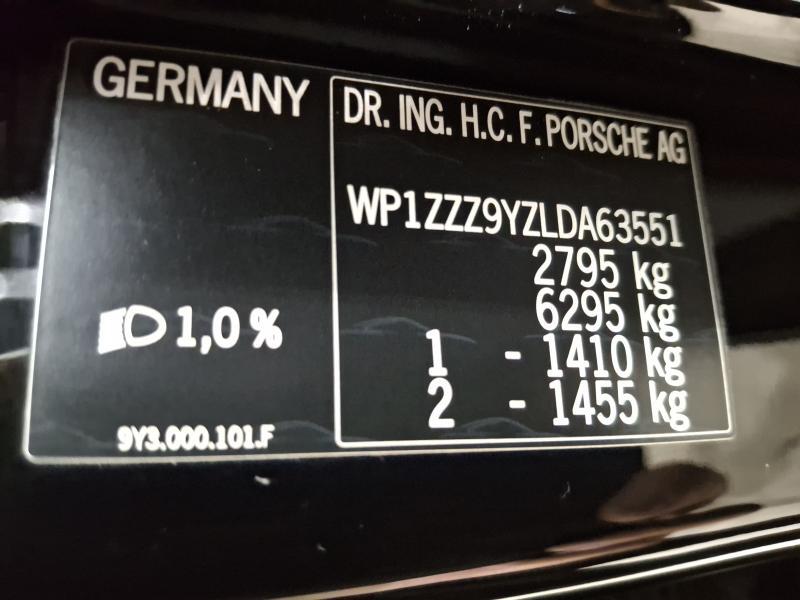 GERMANY
1,0 %
9Y3.000.101.F
DR. ING. H.C. F. PORSCHE AG
WP1ZZZ9YZLDA63551
2795 kg
6295 kg
1 - 1410 kg
2 - 1455 kg